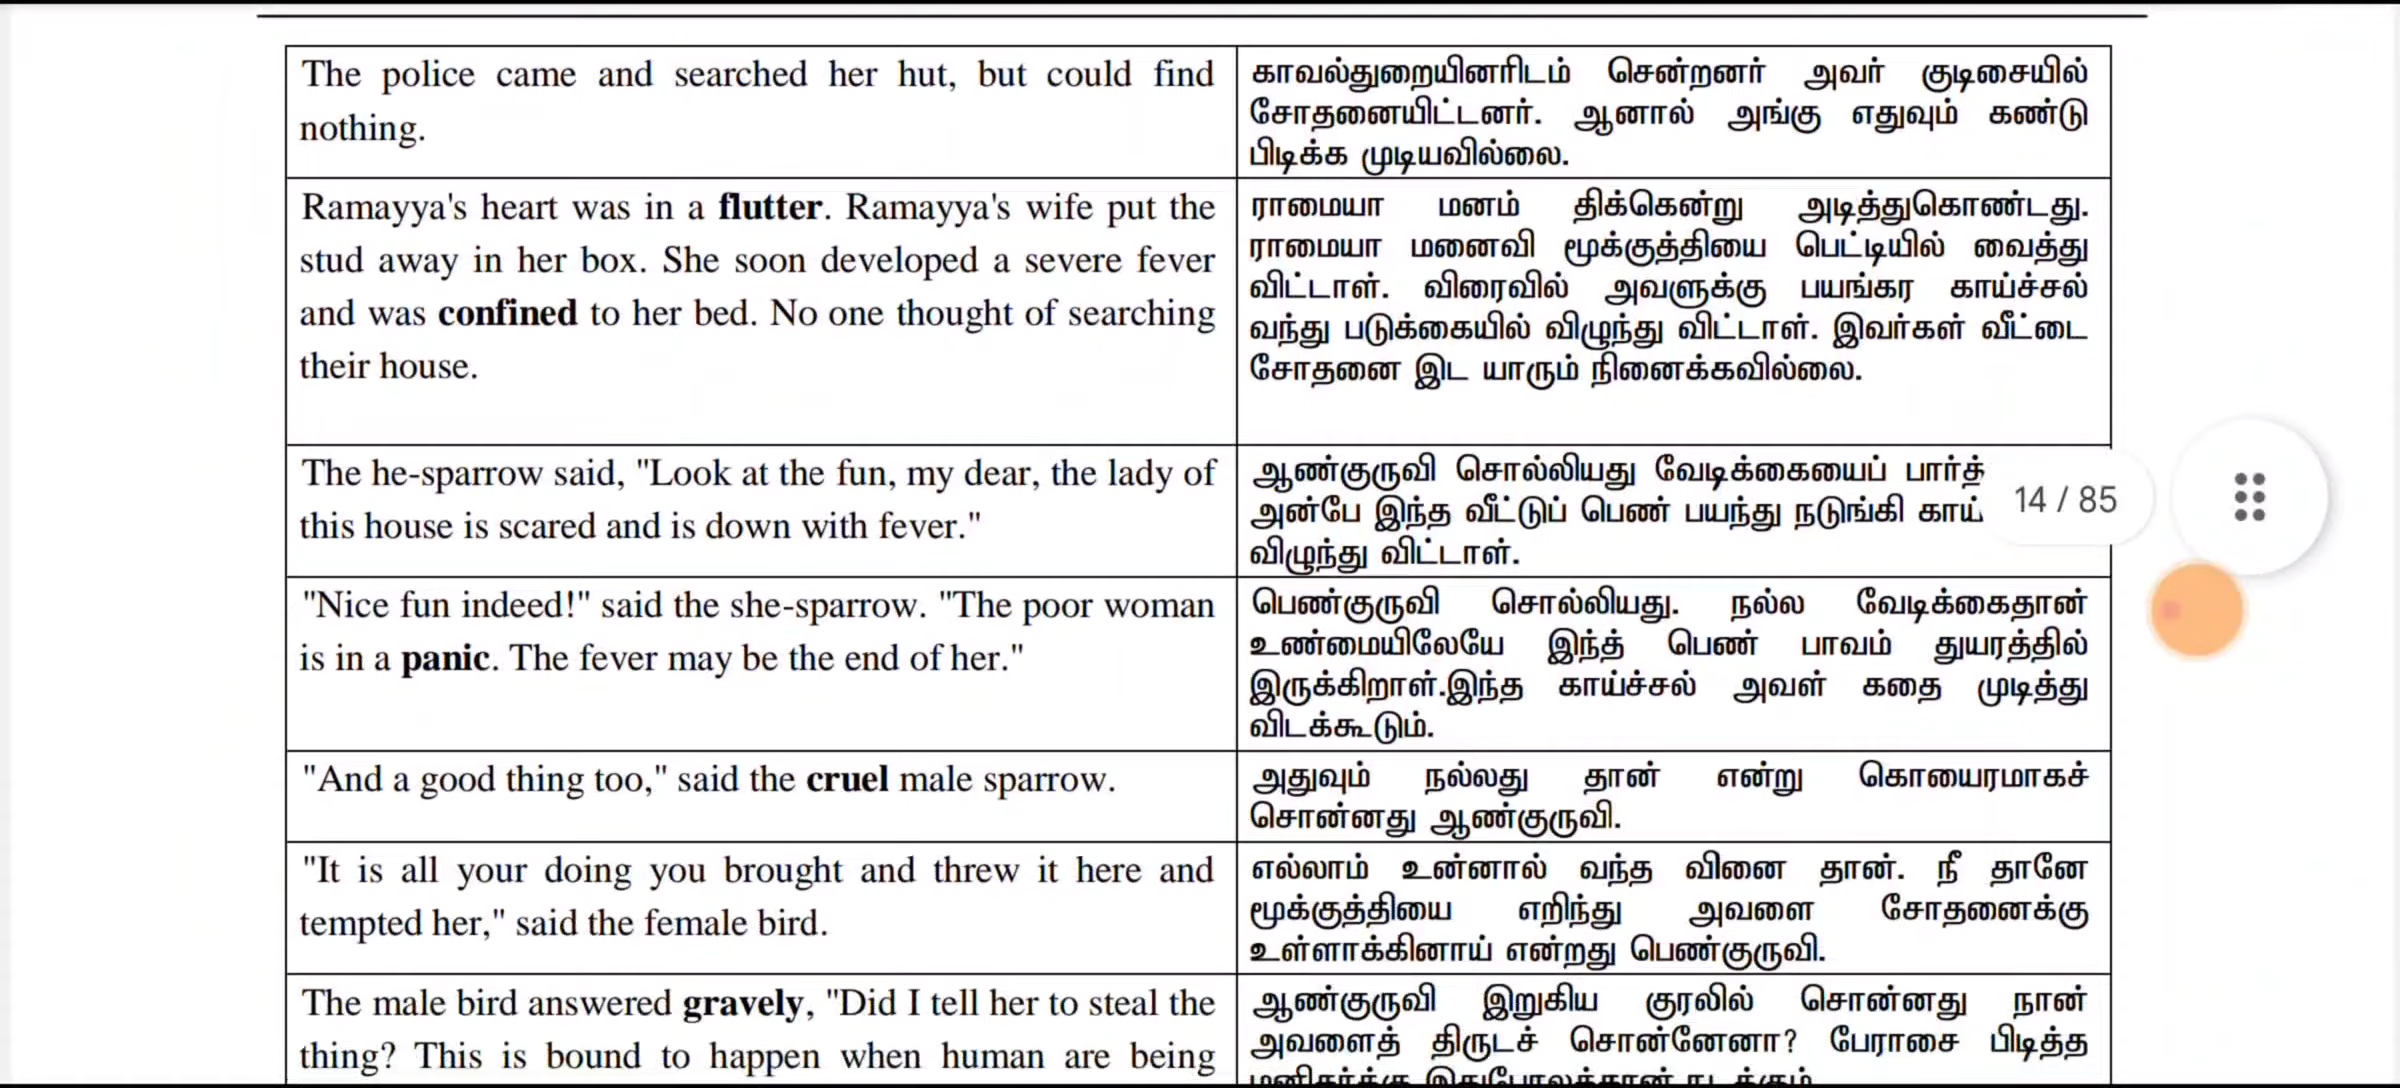 The police came and searched her hut, but could find
nothing.
காவல்துறையினரிடம் சென்றனர் அவர் குடிசையில்
சோதனையிட்டனர். ஆனால் அங்கு எதுவும் கண்டு
பிடிக்க முடியவில்லை.
Ramayya's heart was in a flutter. Ramayya's wife put the
stud away in her box. She soon developed a severe fever
and was confined to her bed. No one thought of searching
their house.
ராமையா மனம் திக்கென்று அடித்துகொண்டது.
ராமையா மனைவி மூக்குத்தியை பெட்டியில் வைத்து
விட்டாள். விரைவில் அவளுக்கு பயங்கர காய்ச்சல்
வந்து படுக்கையில் விழுந்து விட்டாள். இவர்கள் வீட்டை
சோதனை இட யாரும் நினைக்கவில்லை.
The he-sparrow said, "Look at the fun, my dear, the lady of
this house is scared and is down with fever."
ஆண்குருவி சொல்லியது வேடிக்கையைப் பார்த்
அன்பே இந்த வீட்டுப் பெண் பயந்து நடுங்கி காய்
விழுந்து விட்டாள்.
14 / 85
"Nice fun indeed!" said the she-sparrow. "The poor woman
is in a panic. The fever may be the end of her."
பெண்குருவி சொல்லியது. நல்ல வேடிக்கைதான்
உண்மையிலேயே இந்த் பெண் பாவம் துயரத்தில்
இருக்கிறாள்.இந்த காய்ச்சல் அவள் கதை முடித்து
விடக்கூடும்.
"And a good thing too," said the cruel male sparrow.
அதுவும் நல்லது தான் என்று கொயைரமாகச்
சொன்னது ஆண்குருவி.
"It is all your doing you brought and threw it here and
tempted her," said the female bird.
எல்லாம் உன்னால் வந்த வினை தான். நீ தானே
மூக்குத்தியை எறிந்து அவளை சோதனைக்கு
உள்ளாக்கினாய் என்றது பெண்குருவி.
The male bird answered gravely, "Did I tell her to steal the
thing? This is bound to happen when human are being
ஆண்குருவி இறுகிய குரலில் சொன்னது நான்
அவளைத் திருடச் சொன்னேனா? பேராசை பிடித்த